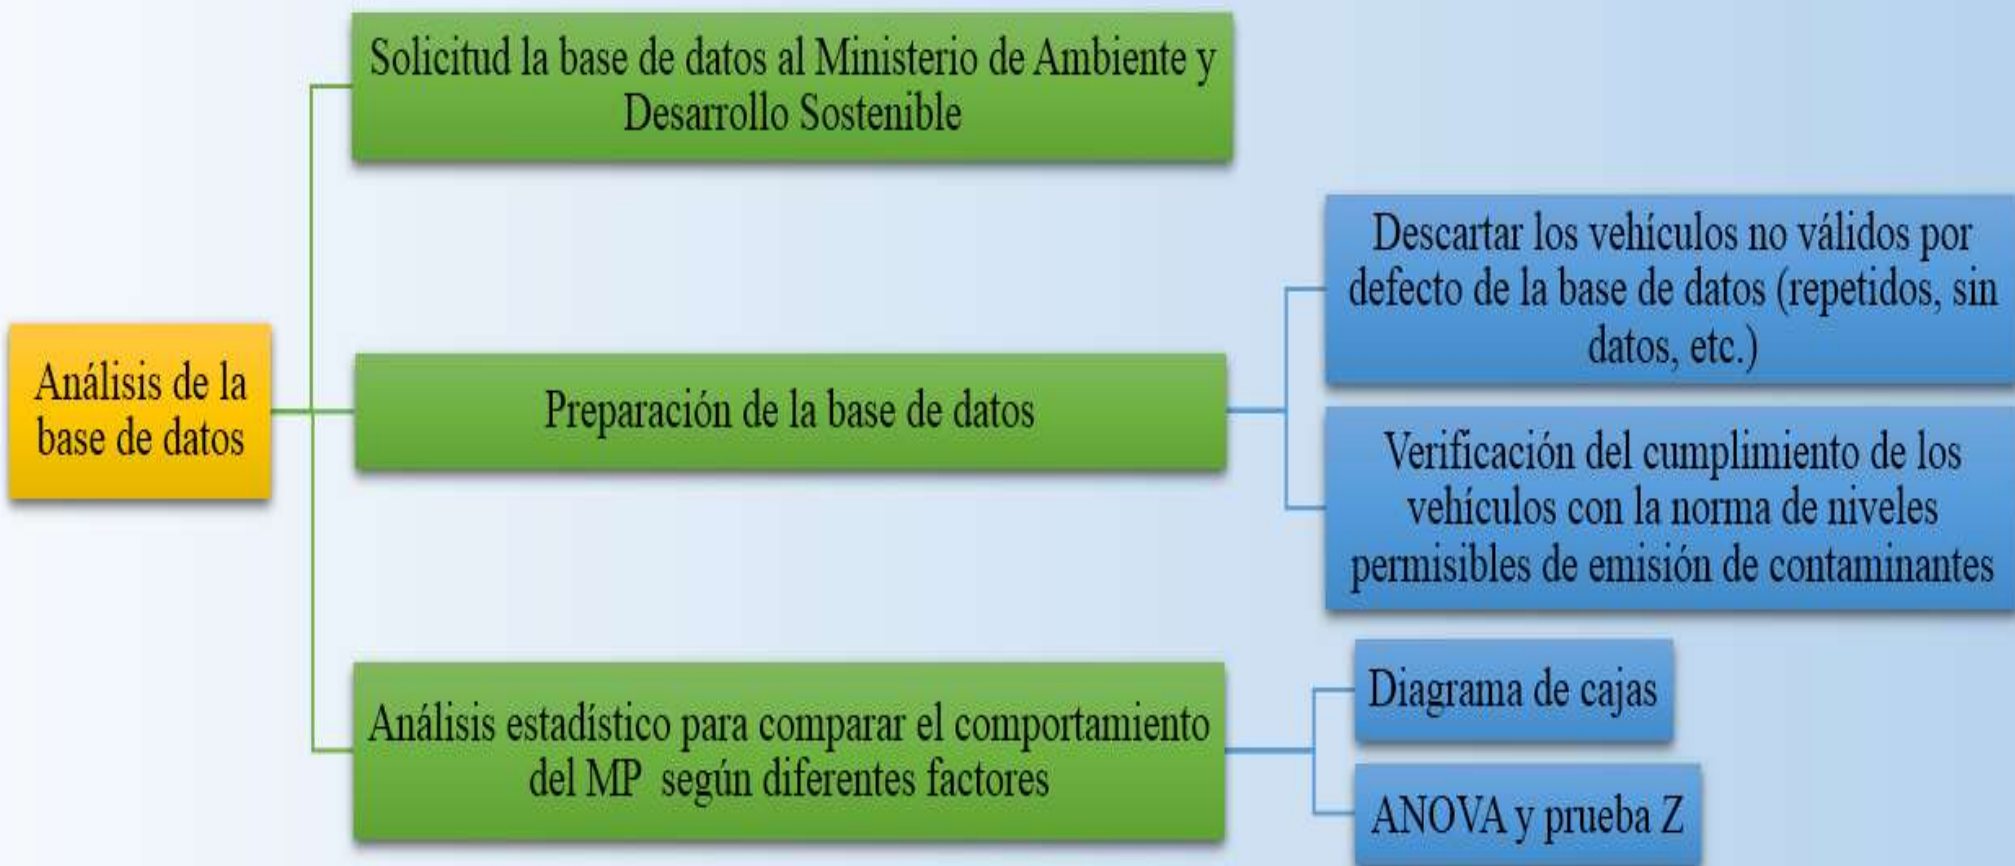 Solicitud la base de datos al Ministerio de Ambiente y
Desarrollo Sostenible
Descartar los vehículos no válidos por
defecto de la base de datos (repetidos, sin
datos, etc.)
Análisis de la
base de datos
Preparación de la base de datos
Verificación del cumplimiento de los
vehículos con la norma de niveles
permisibles de emisión de contaminantes
Análisis estadístico para comparar el comportamiento
del MP según diferentes factores
Diagrama de cajas
ANOVA y prueba Z